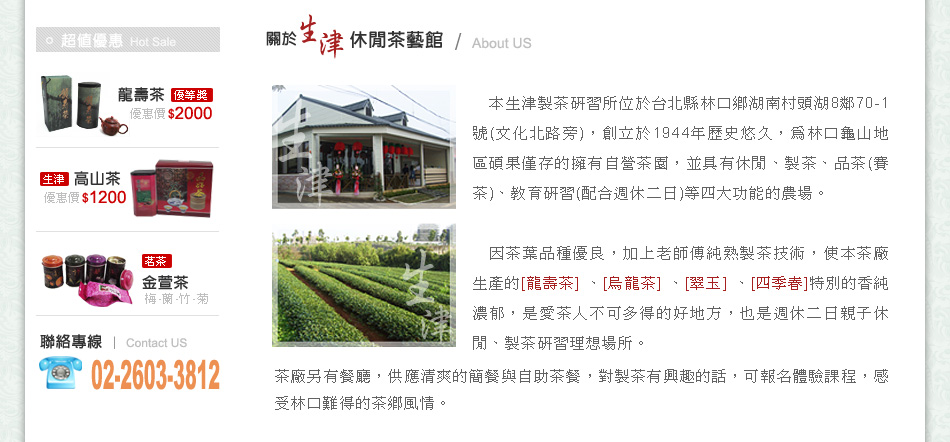 超值優惠 Hot Sale
龍壽茶 優等獎
優惠價 $2000
生津 高山茶
優惠價 $1200
茗茶
金萱茶
梅·蘭·竹·菊
聯絡專線 | Contact US
02-2603-3812
關於生津休閒茶藝館 / About US
生津
本生津製茶研習所位於台北縣林口鄉湖南村頭湖8鄰70-1
號(文化北路旁)，創立於1944年歷史悠久，為林口龜山地
區碩果僅存的擁有自營茶園，並具有休閒、製茶、品茶(賽
茶)、教育研習(配合週休二日)等四大功能的農場。
生津
因茶葉品種優良，加上老師傅純熟製茶技術，使本茶廠
生產的[龍壽茶] 、[烏龍茶] 、[翠玉] 、[四季春]特別的香純
濃郁，是愛茶人不可多得的好地方，也是週休二日親子休
閒、製茶研習理想場所。
茶廠另有餐廳，供應清爽的簡餐與自助茶餐，對製茶有興趣的話，可報名體驗課程，感
受林口難得的茶鄉風情。